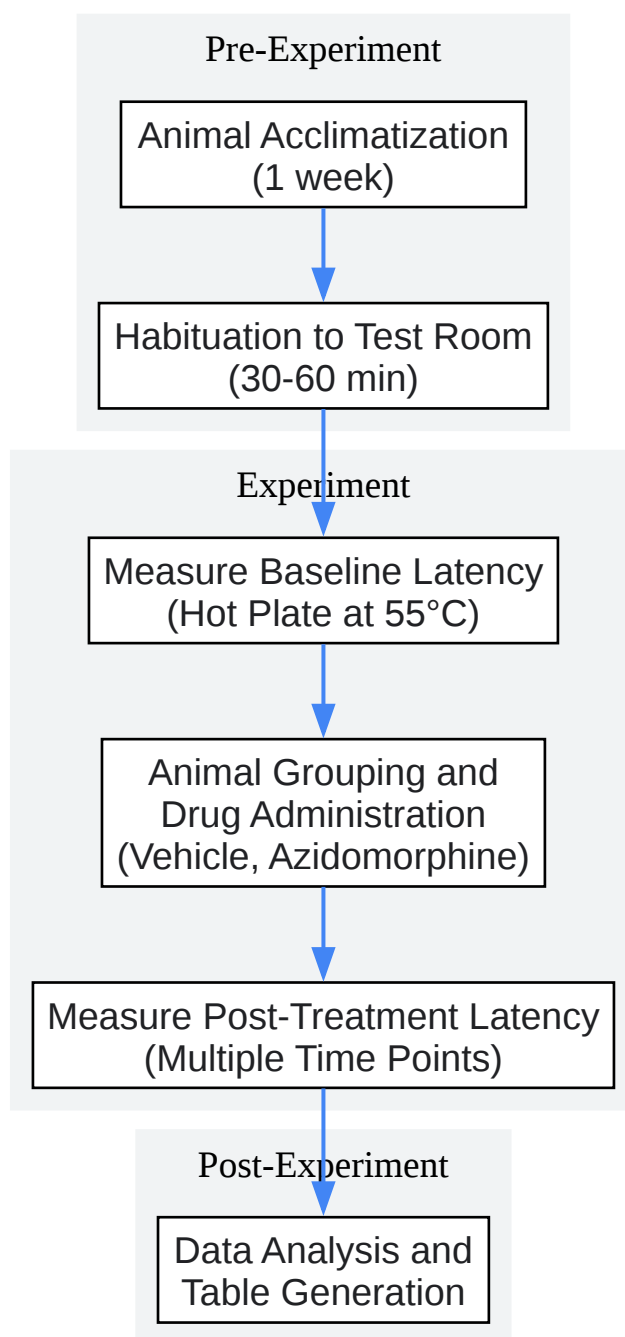 Pre-Experiment
Animal Acclimatization
(1 week)
Habituation to Test Room
(30-60 min)
Experiment
Measure Baseline Latency
(Hot Plate at 55°C)
Animal Grouping and
Drug Administration
(Vehicle, Azidomorphine)
Measure Post-Treatment Latency
(Multiple Time Points)
Post-Experiment
Data Analysis and
Table Generation